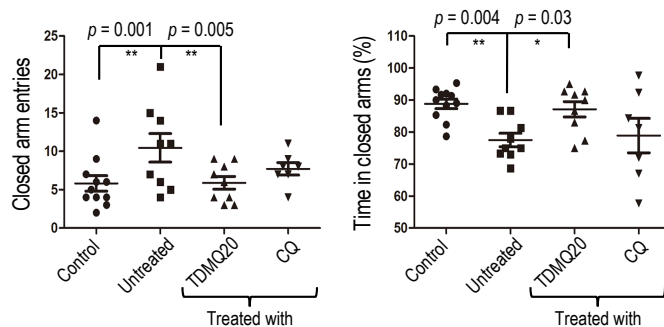 p = 0.001 p = 0.005
** **
Closed arm entries
25
20
15
10
5
0
Control
Untreated
TDMQ20
CQ
Treated with
p = 0.004 p = 0.03
** *
Time in closed arms (%)
110
100
90
80
70
60
50
Control
Untreated
TDMQ20
CQ
Treated with